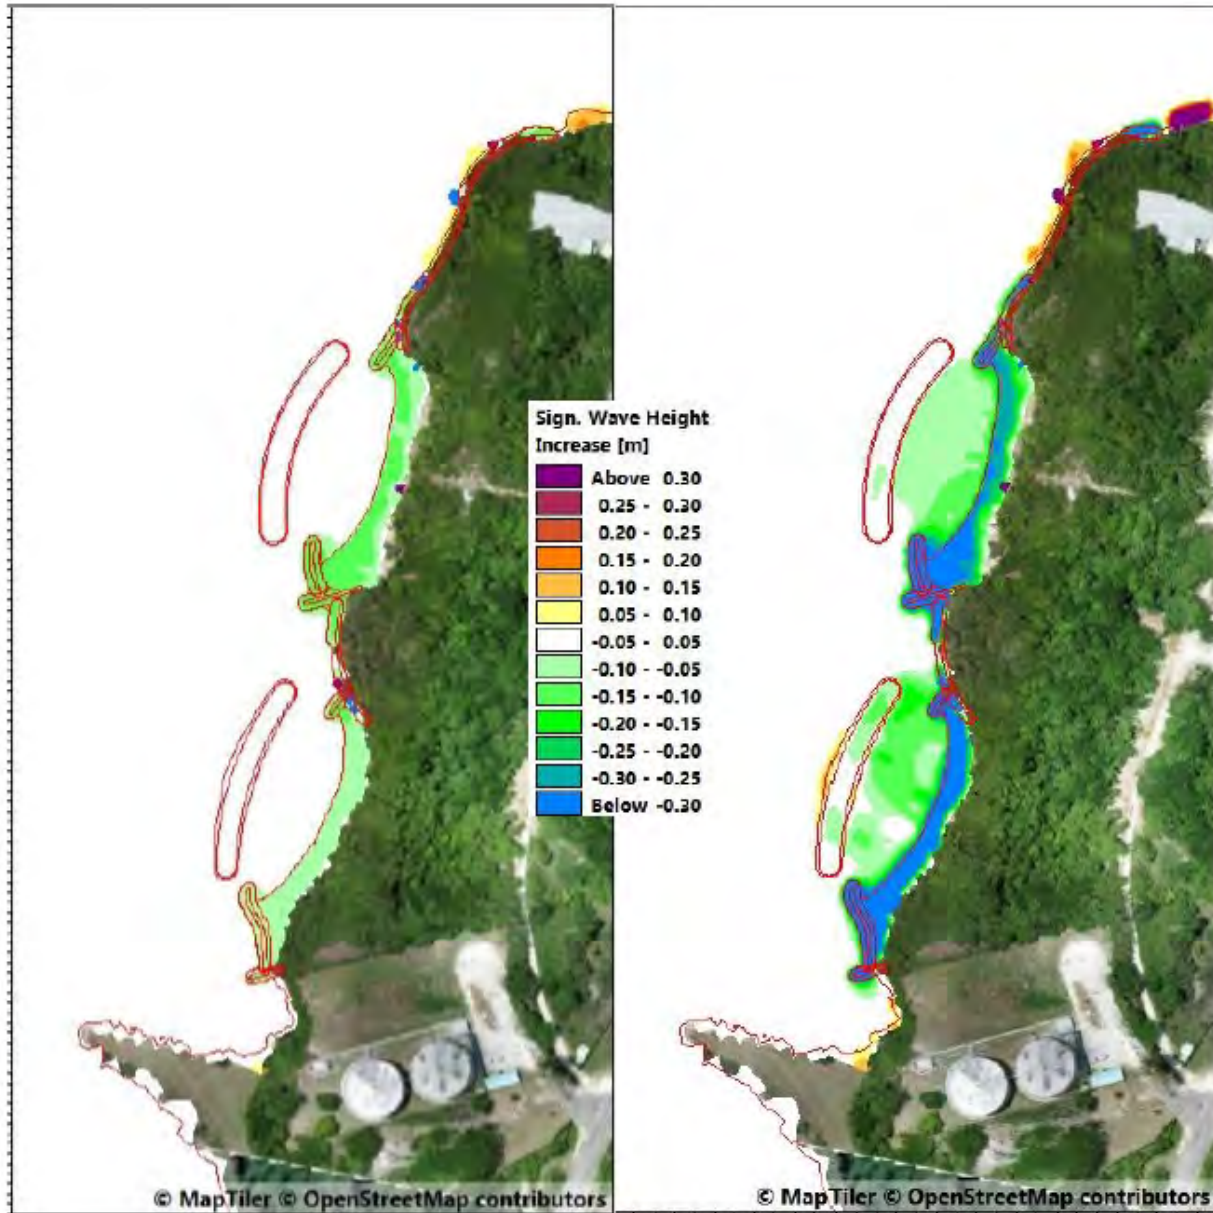 Sign. Wave Height
Increase [m]
Above 0.30
0.25 - 0.30
0.20 - 0.25
0.15 - 0.20
0.10 - 0.15
0.05 - 0.10
-0.05 - 0.05
-0.10 - -0.05
-0.15 - -0.10
-0.20 - -0.15
-0.25 - -0.20
-0.30 - -0.25
Below -0.30
© MapTiler © OpenStreetMap contributors
© MapTiler © OpenStreetMap contributors